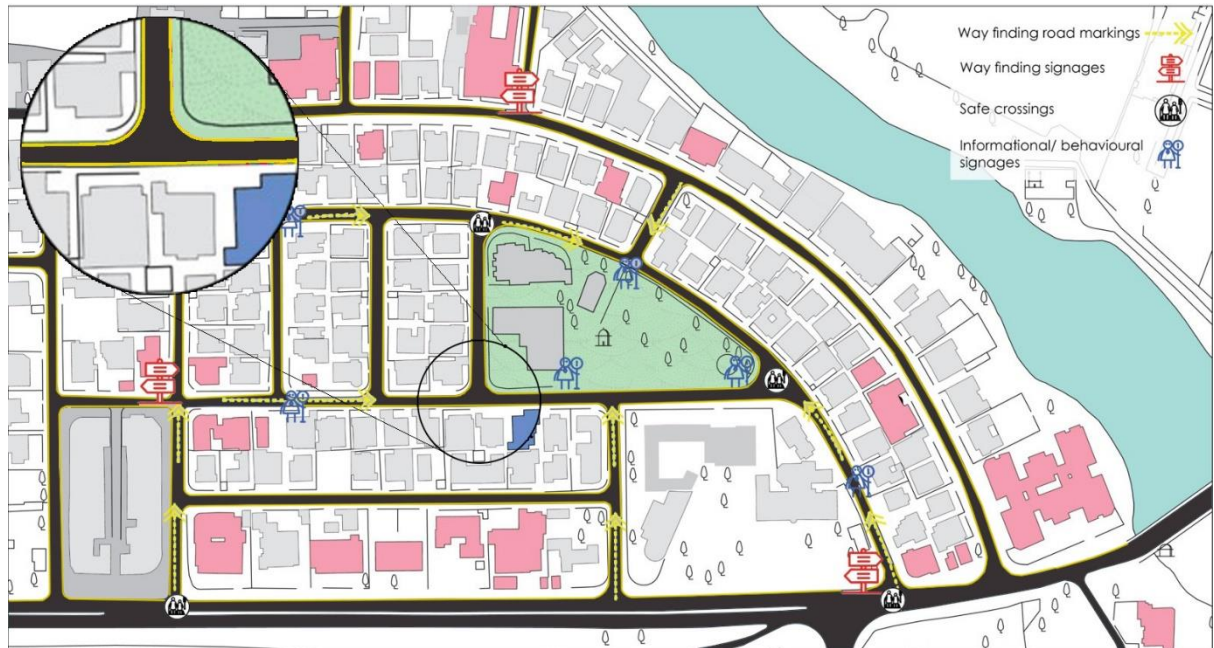 Way finding road markings
Way finding signages
Safe crossings
Informational/ behavioural
signages